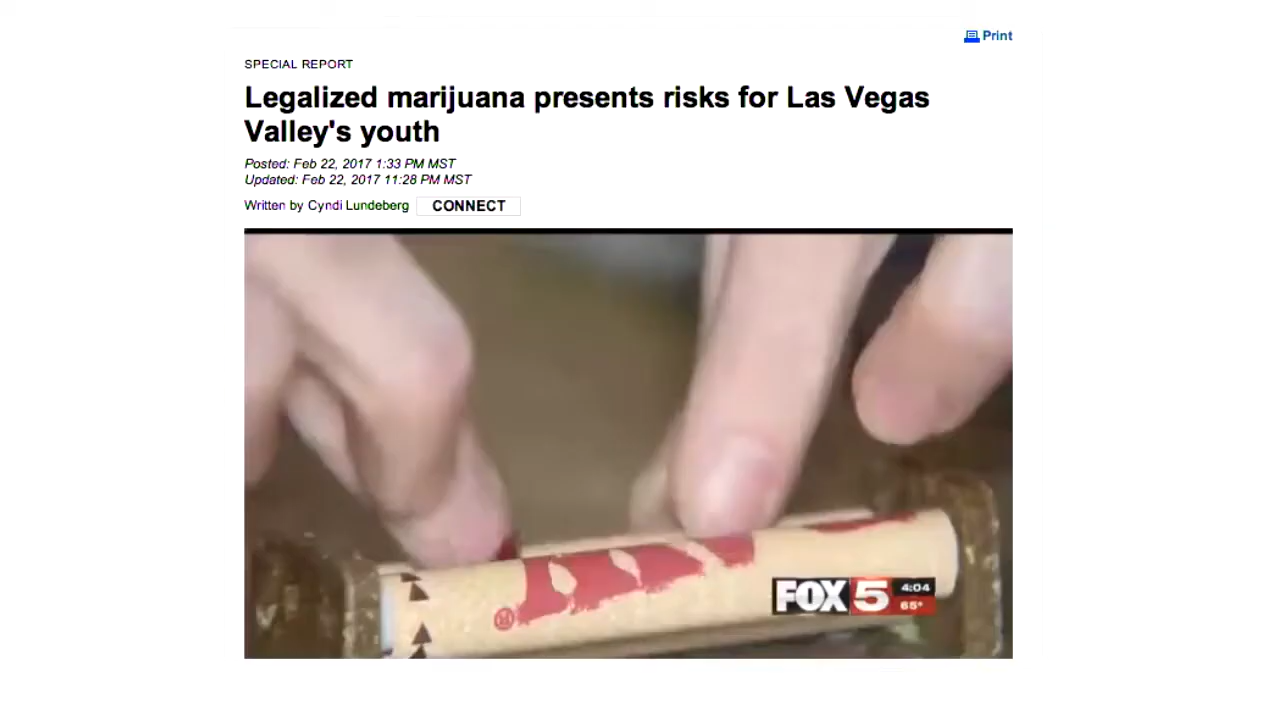 Print
SPECIAL REPORT
Legalized marijuana presents risks for Las Vegas
Valley's youth
Posted: Feb 22, 2017 1:33 PM MST
Updated: Feb 22, 2017 11:28 PM MST
Written by Cyndi Lundeberg CONNECT
FOX 5 4:04
65°